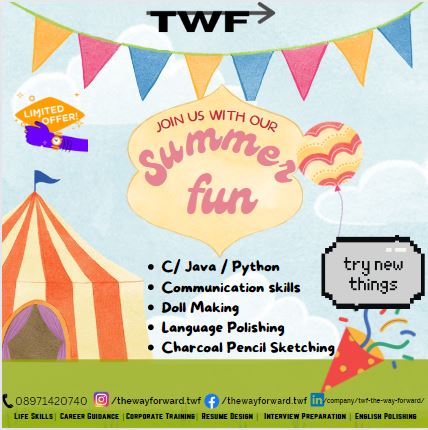 TWF
LIMITED
OFFER!
JOIN US WITH OUR
Summer
fun
C/ Java / Python
Communication skills
Doll Making
Language Polishing
Charcoal Pencil Sketching
try new
things
08971420740 /thewayforward.twf /thewayforward.twf /company/twf-the-way-forward/
Life Skills | Career Guidance | Corporate Training | Resume Design | Interview Preparation | English Polishing